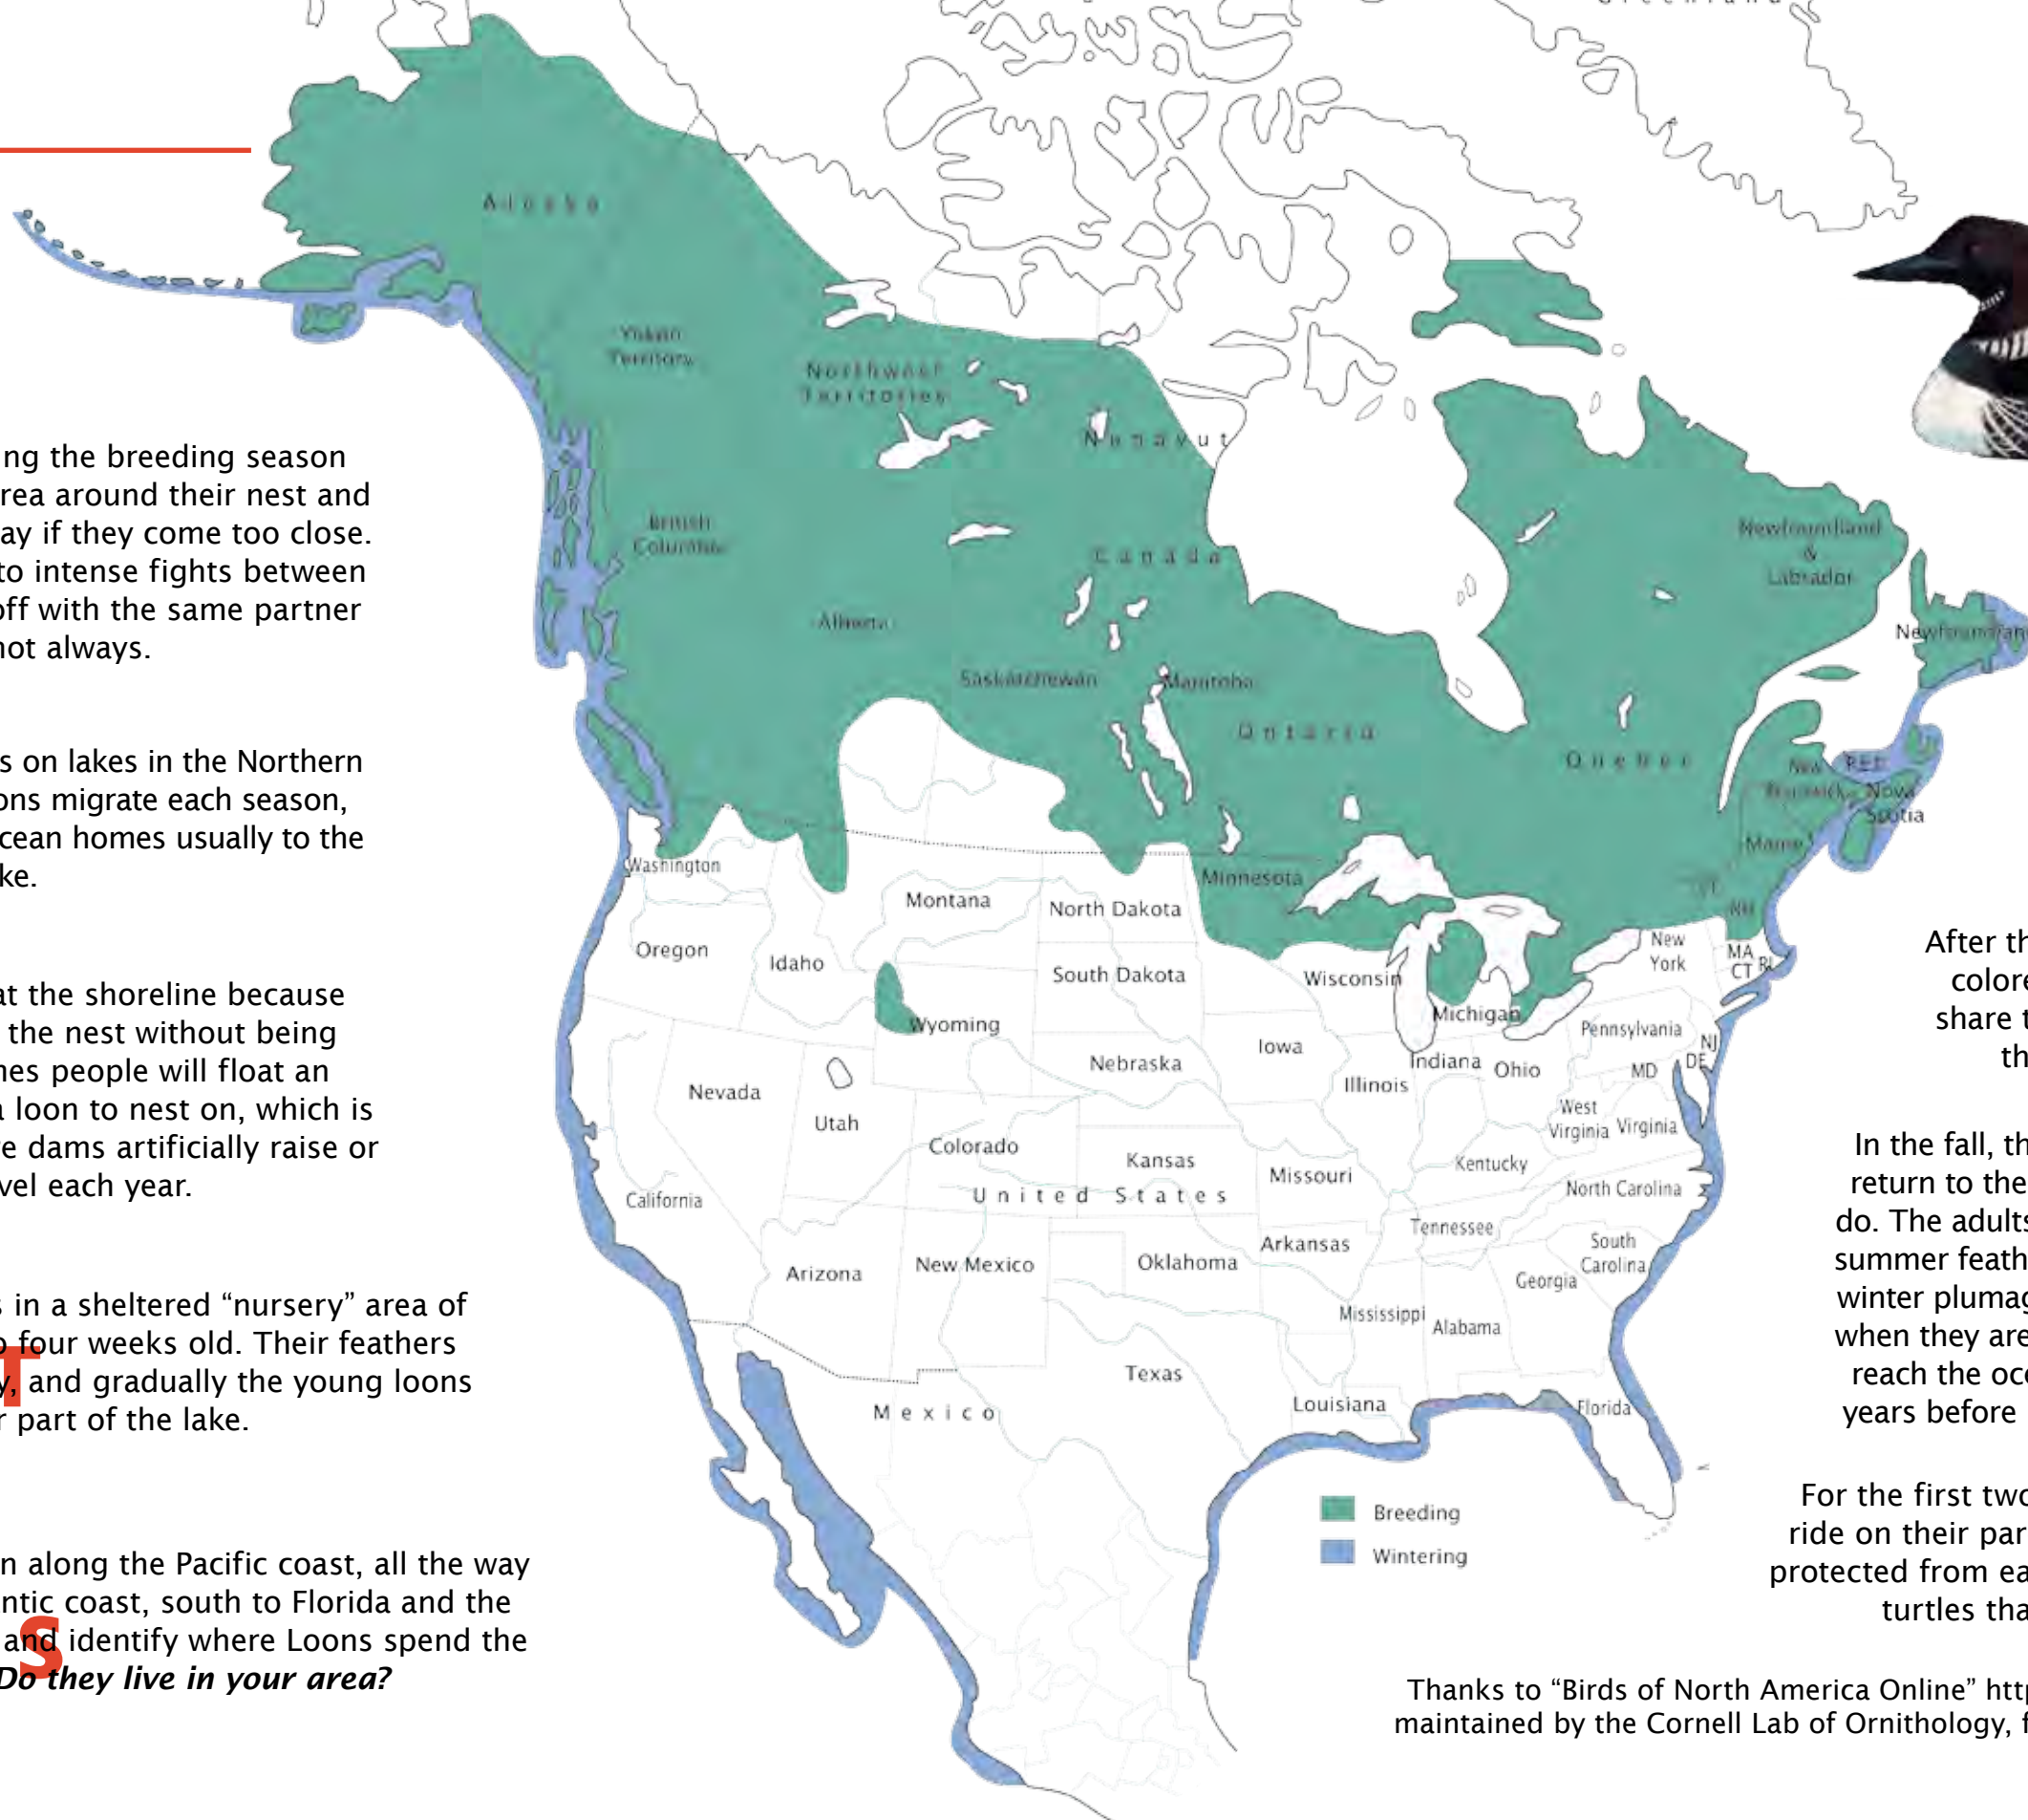 ing the breeding season
rea around their nest and
ay if they come too close.
to intense fights between
off with the same partner
not always.
s on lakes in the Northern
ons migrate each season,
cean homes usually to the
ke.
at the shoreline because
the nest without being
nes people will float an
a loon to nest on, which is
re dams artificially raise or
vel each year.
s in a sheltered “nursery” area of
o four weeks old. Their feathers
y, and gradually the young loons
r part of the lake.
T
n along the Pacific coast, all the way
ntic coast, south to Florida and the
and identify where Loons spend the
Do they live in your area?
S
Greenland
Alaska
Yukon
Territory
Northwest
Territories
Nunavut
British
Columbia
Canada
Alberta
Saskatchewan
Manitoba
Ontario
Quebec
Newfoundland
&
Labrador
Newfoundland
New
Brunswick
P.E.I.
Nova
Scotia
Maine
VT
NH
Washington
Montana
North Dakota
Minnesota
Oregon
Idaho
South Dakota
Wisconsin
New
York
MA
CT RI
Wyoming
Michigan
Pennsylvania
NJ
Nebraska
Iowa
Illinois
Indiana
Ohio
MD
DE
Nevada
Utah
Colorado
Kansas
Missouri
West
Virginia
Virginia
Kentucky
California
United States
North Carolina
Tennessee
Arizona
New Mexico
Oklahoma
Arkansas
South
Carolina
Georgia
Mississippi
Alabama
Texas
Louisiana
Florida
Mexico
Breeding
Wintering
After th
colore
share t
th
In the fall, th
return to the
do. The adults
summer feath
winter plumag
when they are
reach the oce
years before
For the first two
ride on their par
protected from ea
turtles tha
Thanks to “Birds of North America Online” http
maintained by the Cornell Lab of Ornithology, f